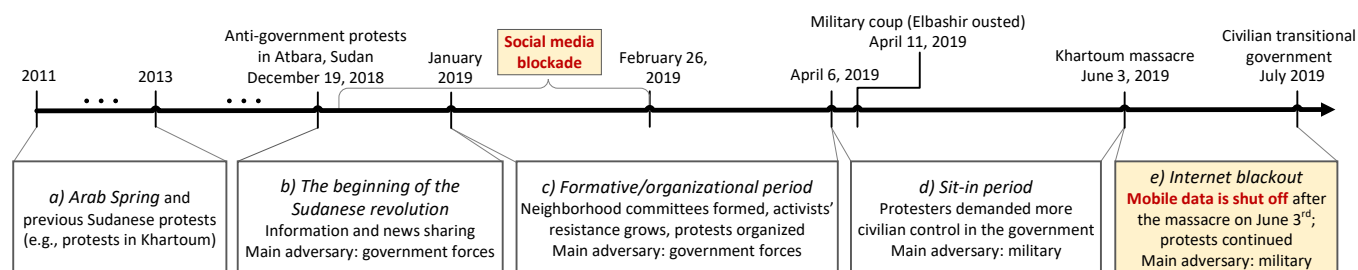 2011
• • •
2013
• • •
Anti-government protests
in Atbara, Sudan
December 19, 2018
January
2019
Social media
blockade
February 26,
2019
April 6, 2019
Military coup (Elbashir ousted)
April 11, 2019
Khartoum massacre
June 3, 2019
Civilian transitional
government
July 2019
a) Arab Spring and
previous Sudanese protests
(e.g., protests in Khartoum)
b) The beginning of the
Sudanese revolution
Information and news sharing
Main adversary: government forces
c) Formative/organizational period
Neighborhood committees formed, activists’
resistance grows, protests organized
Main adversary: government forces
d) Sit-in period
Protesters demanded more
civilian control in the government
Main adversary: military
e) Internet blackout
Mobile data is shut off after
the massacre on June 3rd;
protests continued
Main adversary: military